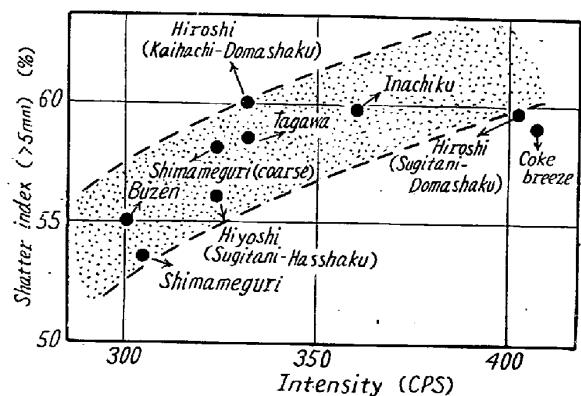 Shatter index (>5mm) (%)
60
55
50
Hiroshi
(Kaihachi-Domashaku)
Inachiku
Tagawa
Shimameguri (coarse)
Hiroshi
(Sugitani-
Domashaku)
Coke
breeze
Buzen
Hiyoshi
(Sugitani-Hasshaku)
Shimameguri
300
350
400
Intensity (CPS)